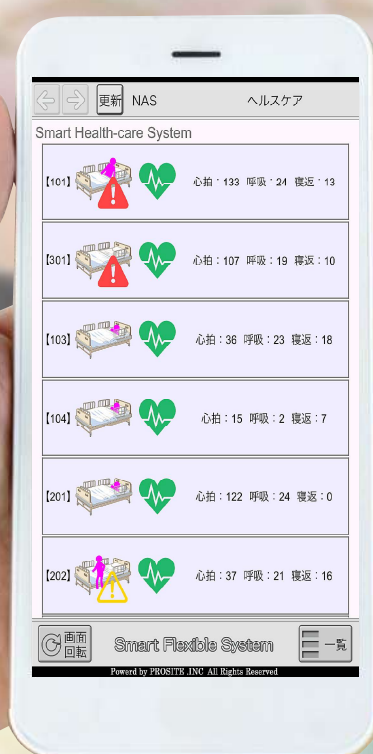 更新 NAS ヘルスケア
Smart Health-care System
【101】 心拍：133 呼吸：24 寝返：13
【301】 心拍：107 呼吸：19 寝返：10
【103】 心拍：36 呼吸：23 寝返：18
【104】 心拍：15 呼吸：2 寝返：7
【201】 心拍：122 呼吸：24 寝返：0
【202】 心拍：37 呼吸：21 寝返：16
画面
回転
Smart Flexible System
一覧
Powerd by PROSITE .INC All Rights Reserved